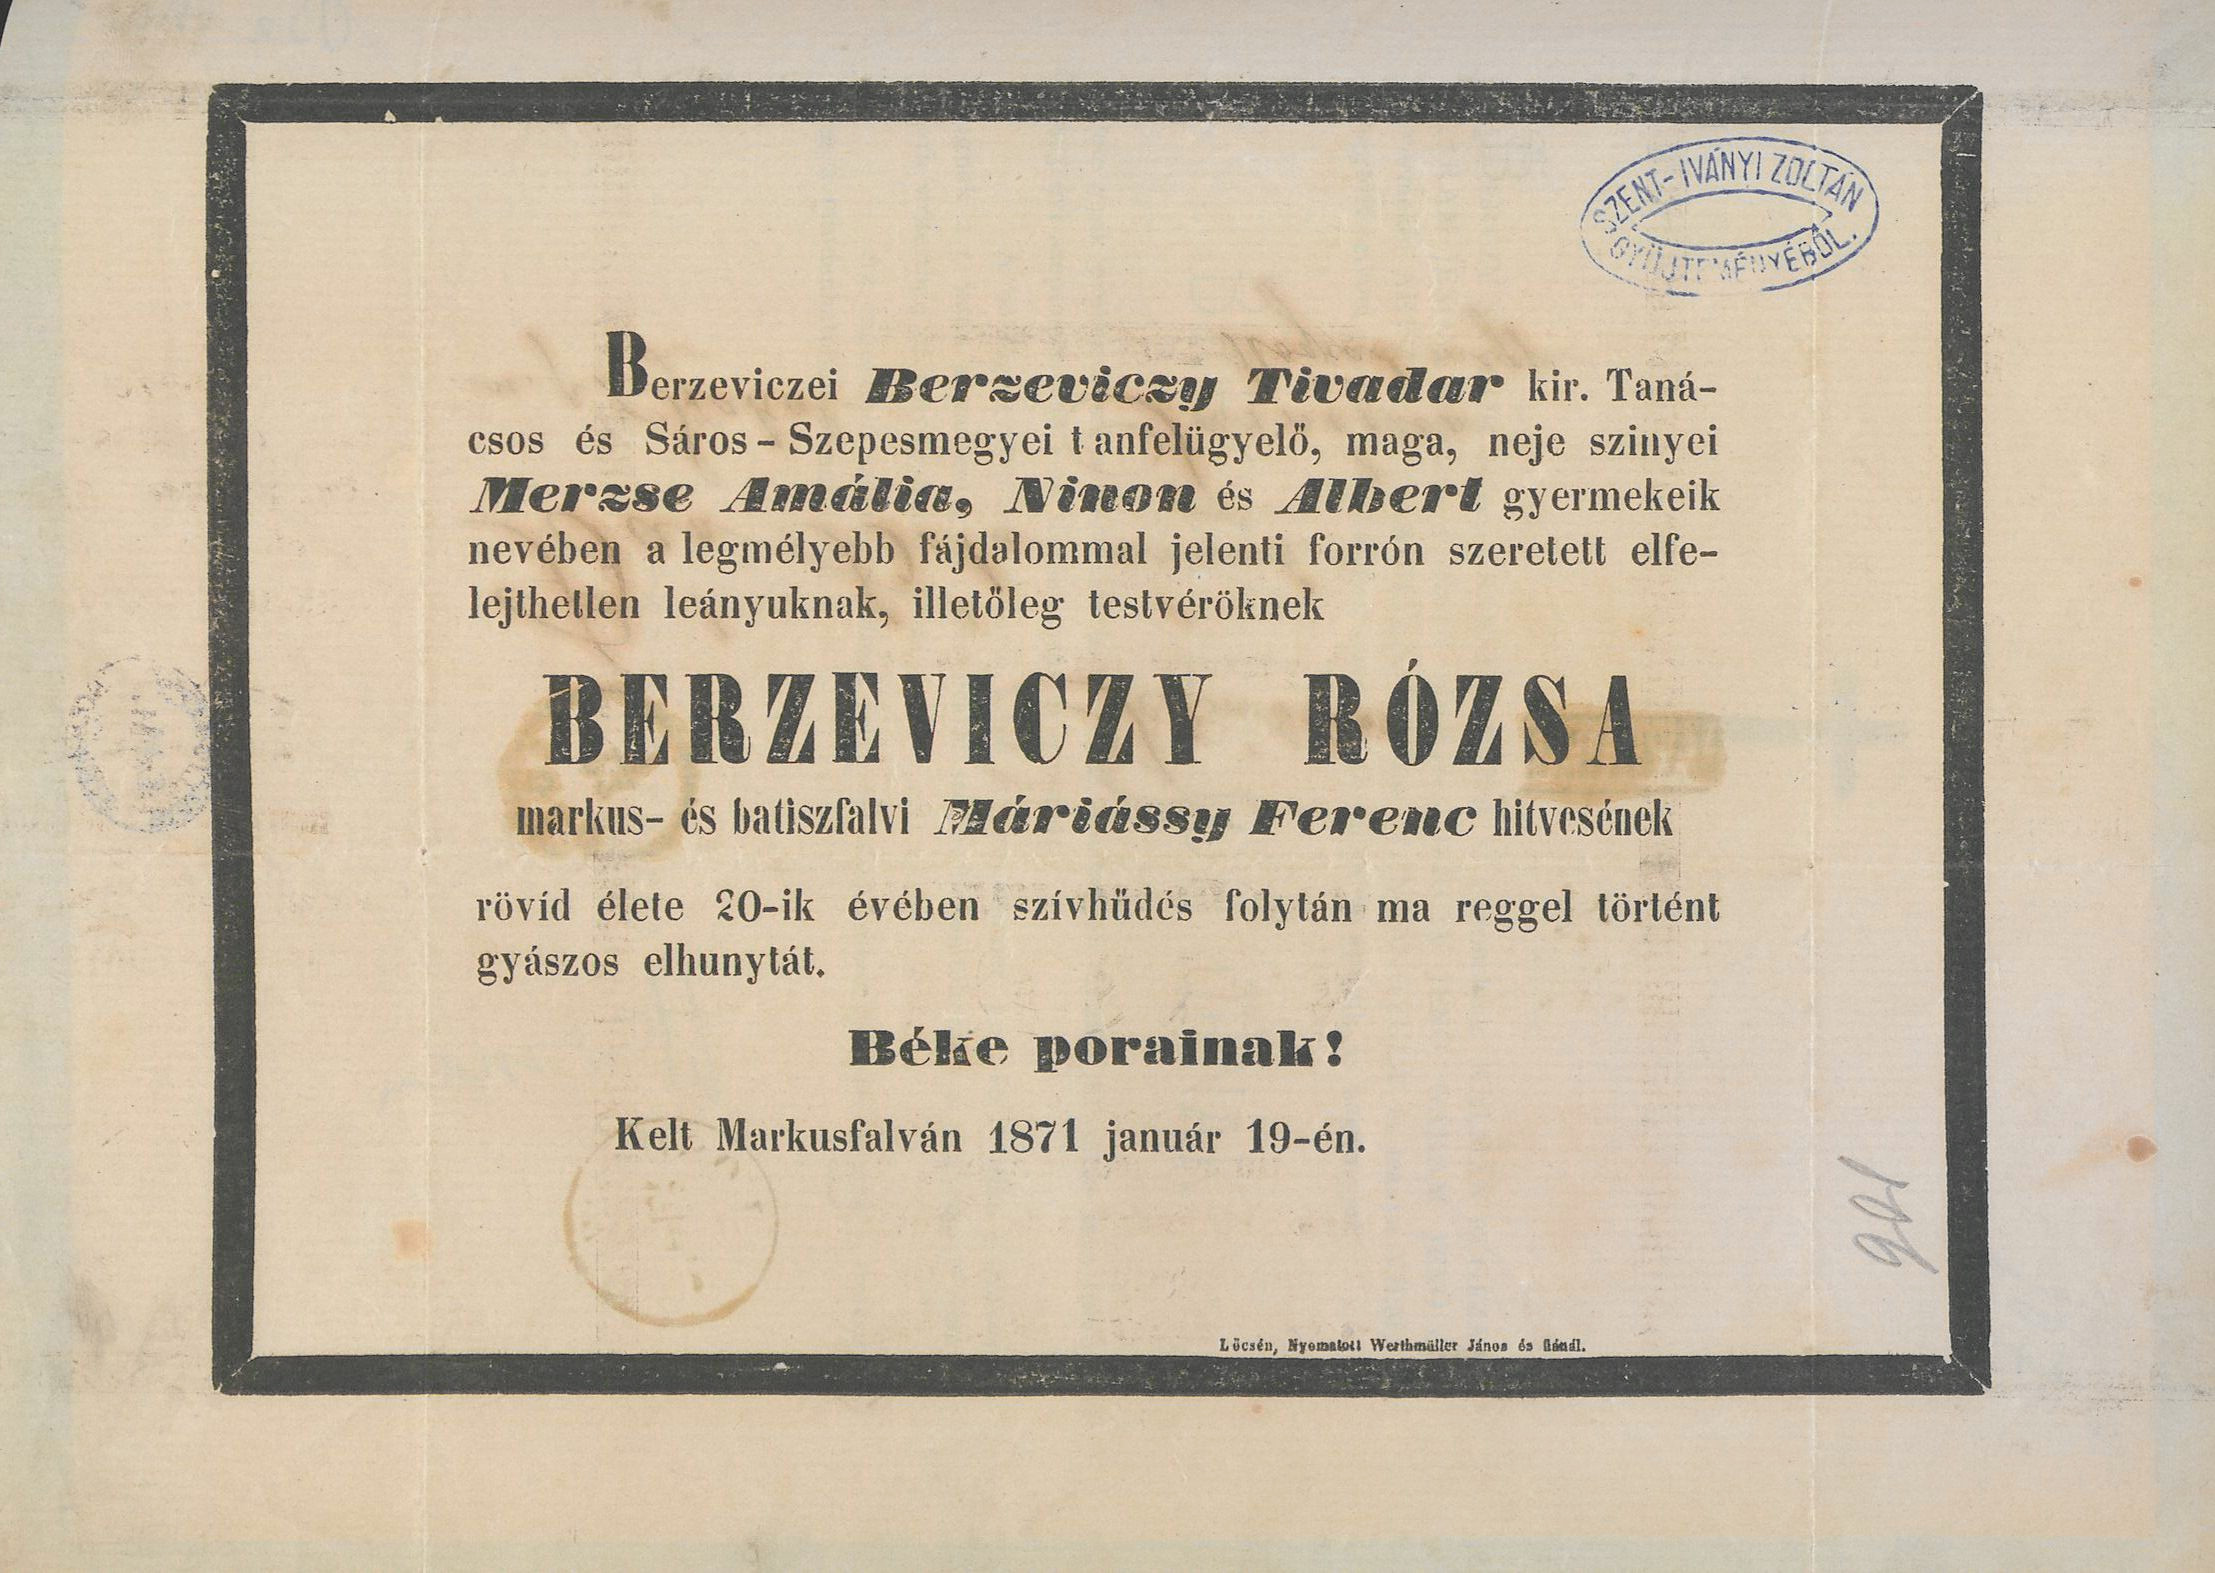 SZENT-IVÁNYI ZOLTÁN
GYŰJTEMÉNYÉBŐL.
Berzeviczei Berzeviczy Tivadar kir. Taná-
csos és Sáros-Szepesmegyei tanfelügyelő, maga, neje szinyei
Merzse Amália, Ninon és Albert gyermekeik
nevében a legmélyebb fájdalommal jelenti forrón szeretett elfe-
lejthetlen leányuknak, illetőleg testvéröknek
BERZEVICZY RÓZSA
markus- és batiszfalvi Máriássy Ferenc hitvesének
rövid élete 20-ik évében szívhűdés folytán ma reggel történt
gyászos elhunytát.
Béke porainak!
Kelt Markusfalván 1871 január 19-én.
Lőcsén, Nyomatott Werthmüller János és fiánál.